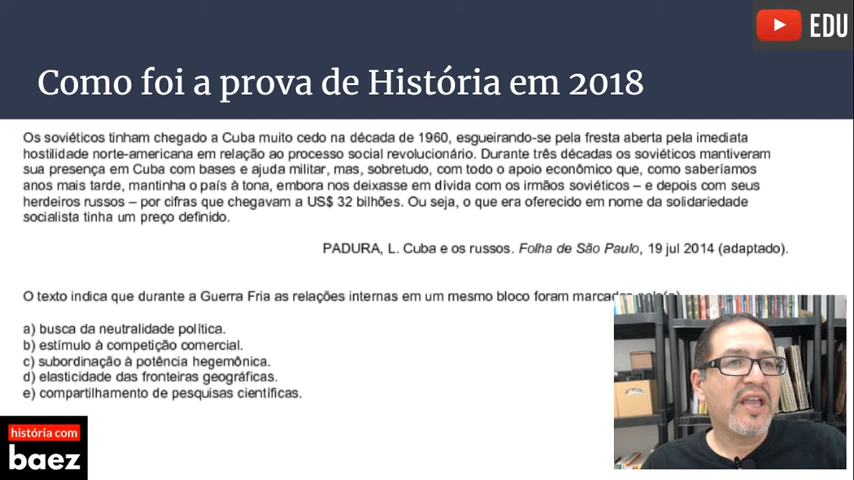 EDU
Como foi a prova de História em 2018
Os soviéticos tinham chegado a Cuba muito cedo na década de 1960, esgueirando-se pela fresta aberta pela imediata
hostilidade norte-americana em relação ao processo social revolucionário. Durante três décadas os soviéticos mantiveram
sua presença em Cuba com bases e ajuda militar, mas, sobretudo, com todo o apoio econômico que, como saberíamos
anos mais tarde, mantinha o país à tona, embora nos deixasse em dívida com os irmãos soviéticos – e depois com seus
herdeiros russos – por cifras que chegavam a US$ 32 bilhões. Ou seja, o que era oferecido em nome da solidariedade
socialista tinha um preço definido.
PADURA, L. Cuba e os russos. Folha de São Paulo, 19 jul 2014 (adaptado).
O texto indica que durante a Guerra Fria as relações internas em um mesmo bloco foram
a) busca da neutralidade política.
b) estímulo à competição comercial.
c) subordinação à potência hegemônica.
d) elasticidade das fronteiras geográficas.
e) compartilhamento de pesquisas científicas.
história com
baez